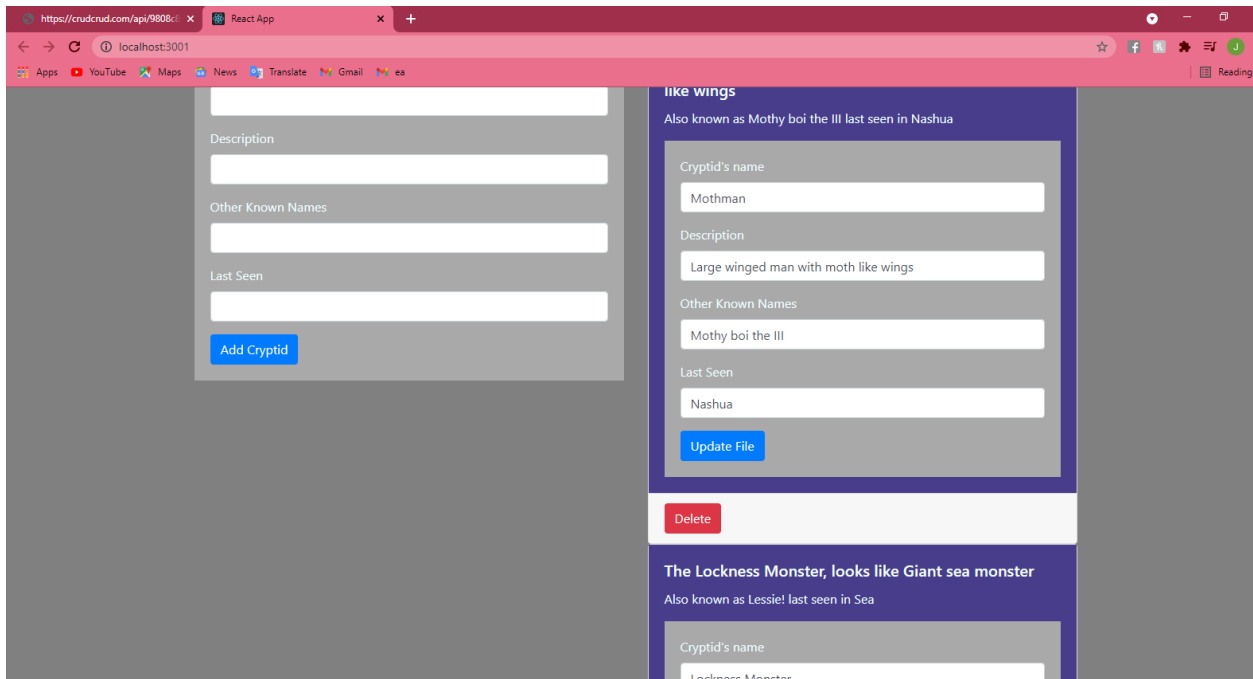 https://crudcrud.com/api/9808c
React App
localhost:3001
Apps
YouTube
Maps
News
Translate
Gmail
ea
Reading
Description
Other Known Names
Last Seen
Add Cryptid
like wings
Also known as Mothy boi the III last seen in Nashua
Cryptid's name
Mothman
Description
Large winged man with moth like wings
Other Known Names
Mothy boi the III
Last Seen
Nashua
Update File
Delete
The Lockness Monster, looks like Giant sea monster
Also known as Lessie! last seen in Sea
Cryptid's name
Lockness Monster
J